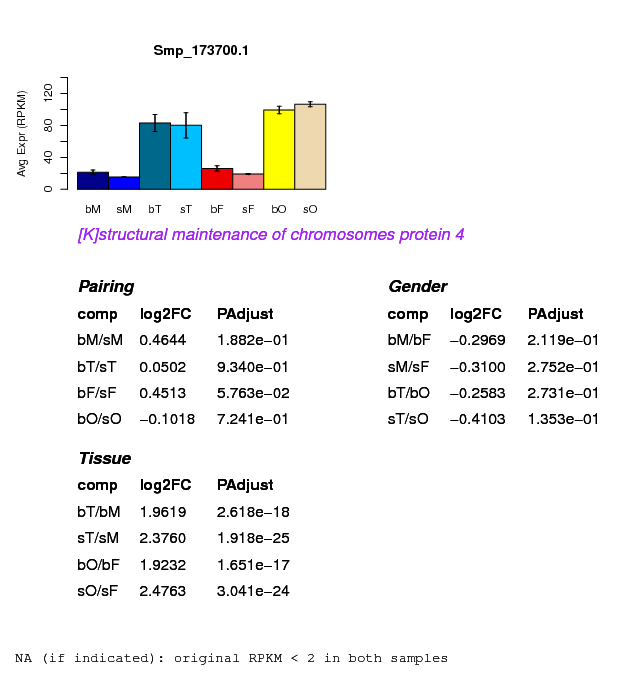 Smp_173700.1
Avg Expr (RPKM)
0 40 80 120
bM sM bT sT bF sF bO sO
[K]structural maintenance of chromosomes protein 4
Pairing
comp log2FC PAdjust
bM/sM 0.4644 1.882e−01
bT/sT 0.0502 9.340e−01
bF/sF 0.4513 5.763e−02
bO/sO −0.1018 7.241e−01
Gender
comp log2FC PAdjust
bM/bF −0.2969 2.119e−01
sM/sF −0.3100 2.752e−01
bT/bO −0.2583 2.731e−01
sT/sO −0.4103 1.353e−01
Tissue
comp log2FC PAdjust
bT/bM 1.9619 2.618e−18
sT/sM 2.3760 1.918e−25
bO/bF 1.9232 1.651e−17
sO/sF 2.4763 3.041e−24
NA (if indicated): original RPKM < 2 in both samples